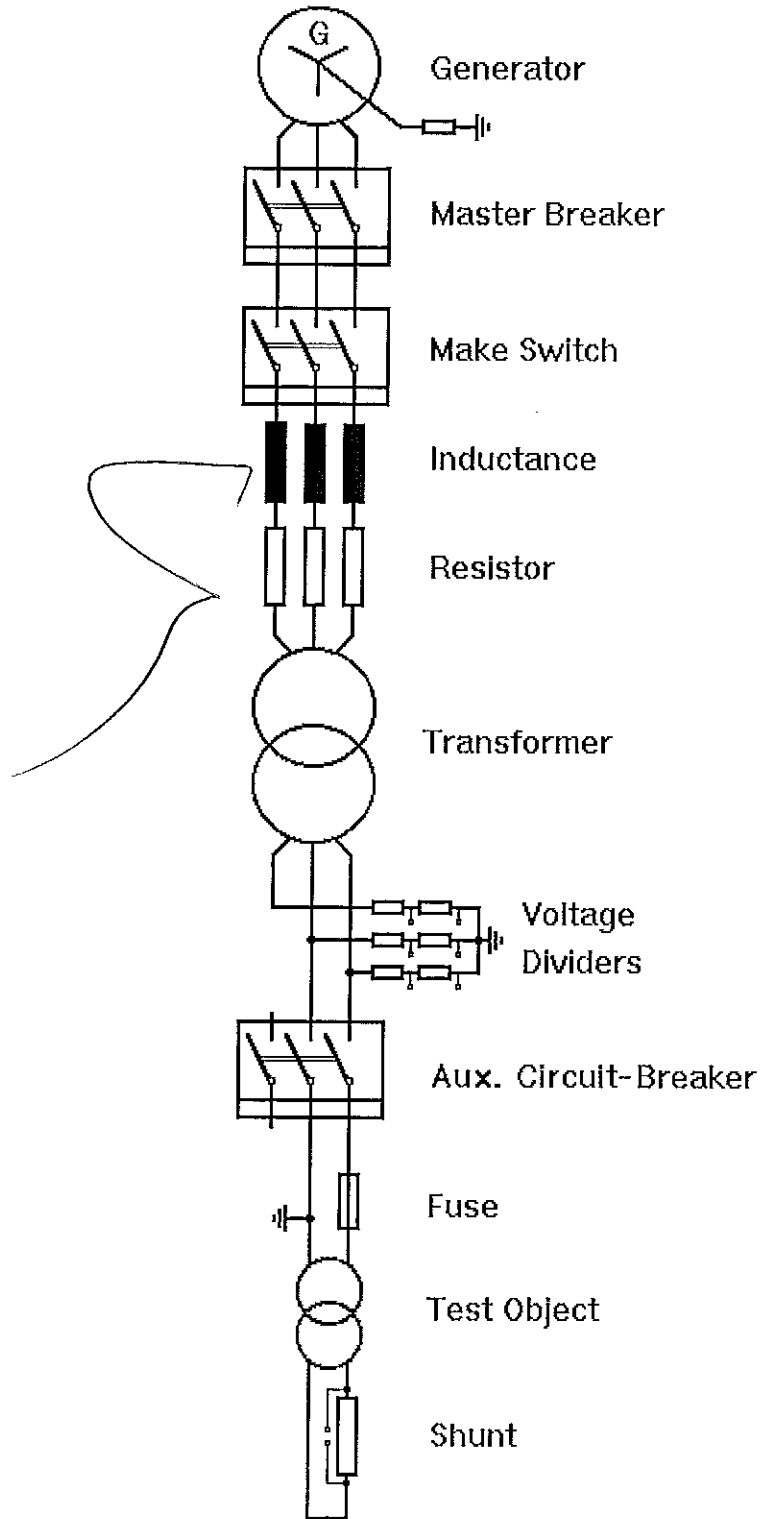 G
Generator
Master Breaker
Make Switch
Inductance
Resistor
Transformer
Voltage
Dividers
Aux. Circuit-Breaker
Fuse
Test Object
Shunt